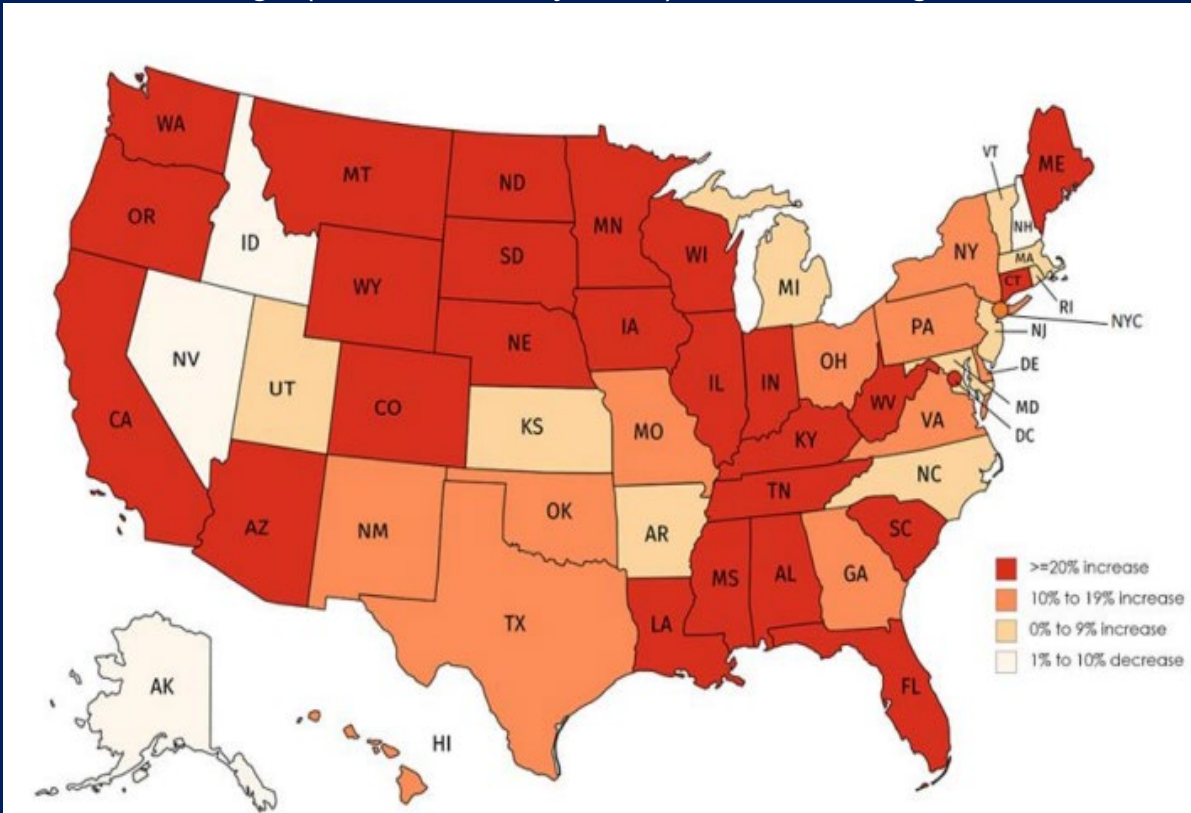 WA
MT
ND
MN
VT
ME
OR
ID
SD
WI
NH
NY
MA
WY
MI
CT
RI
IA
NE
PA
NYC
NJ
NV
OH
UT
IL
IN
DE
CO
CA
WV
MD
KS
MO
VA
KY
DC
NC
TN
OK
AZ
NM
AR
SC
MS
AL
GA
>=20% increase
10% to 19% increase
TX
LA
0% to 9% increase
1% to 10% decrease
AK
FL
HI